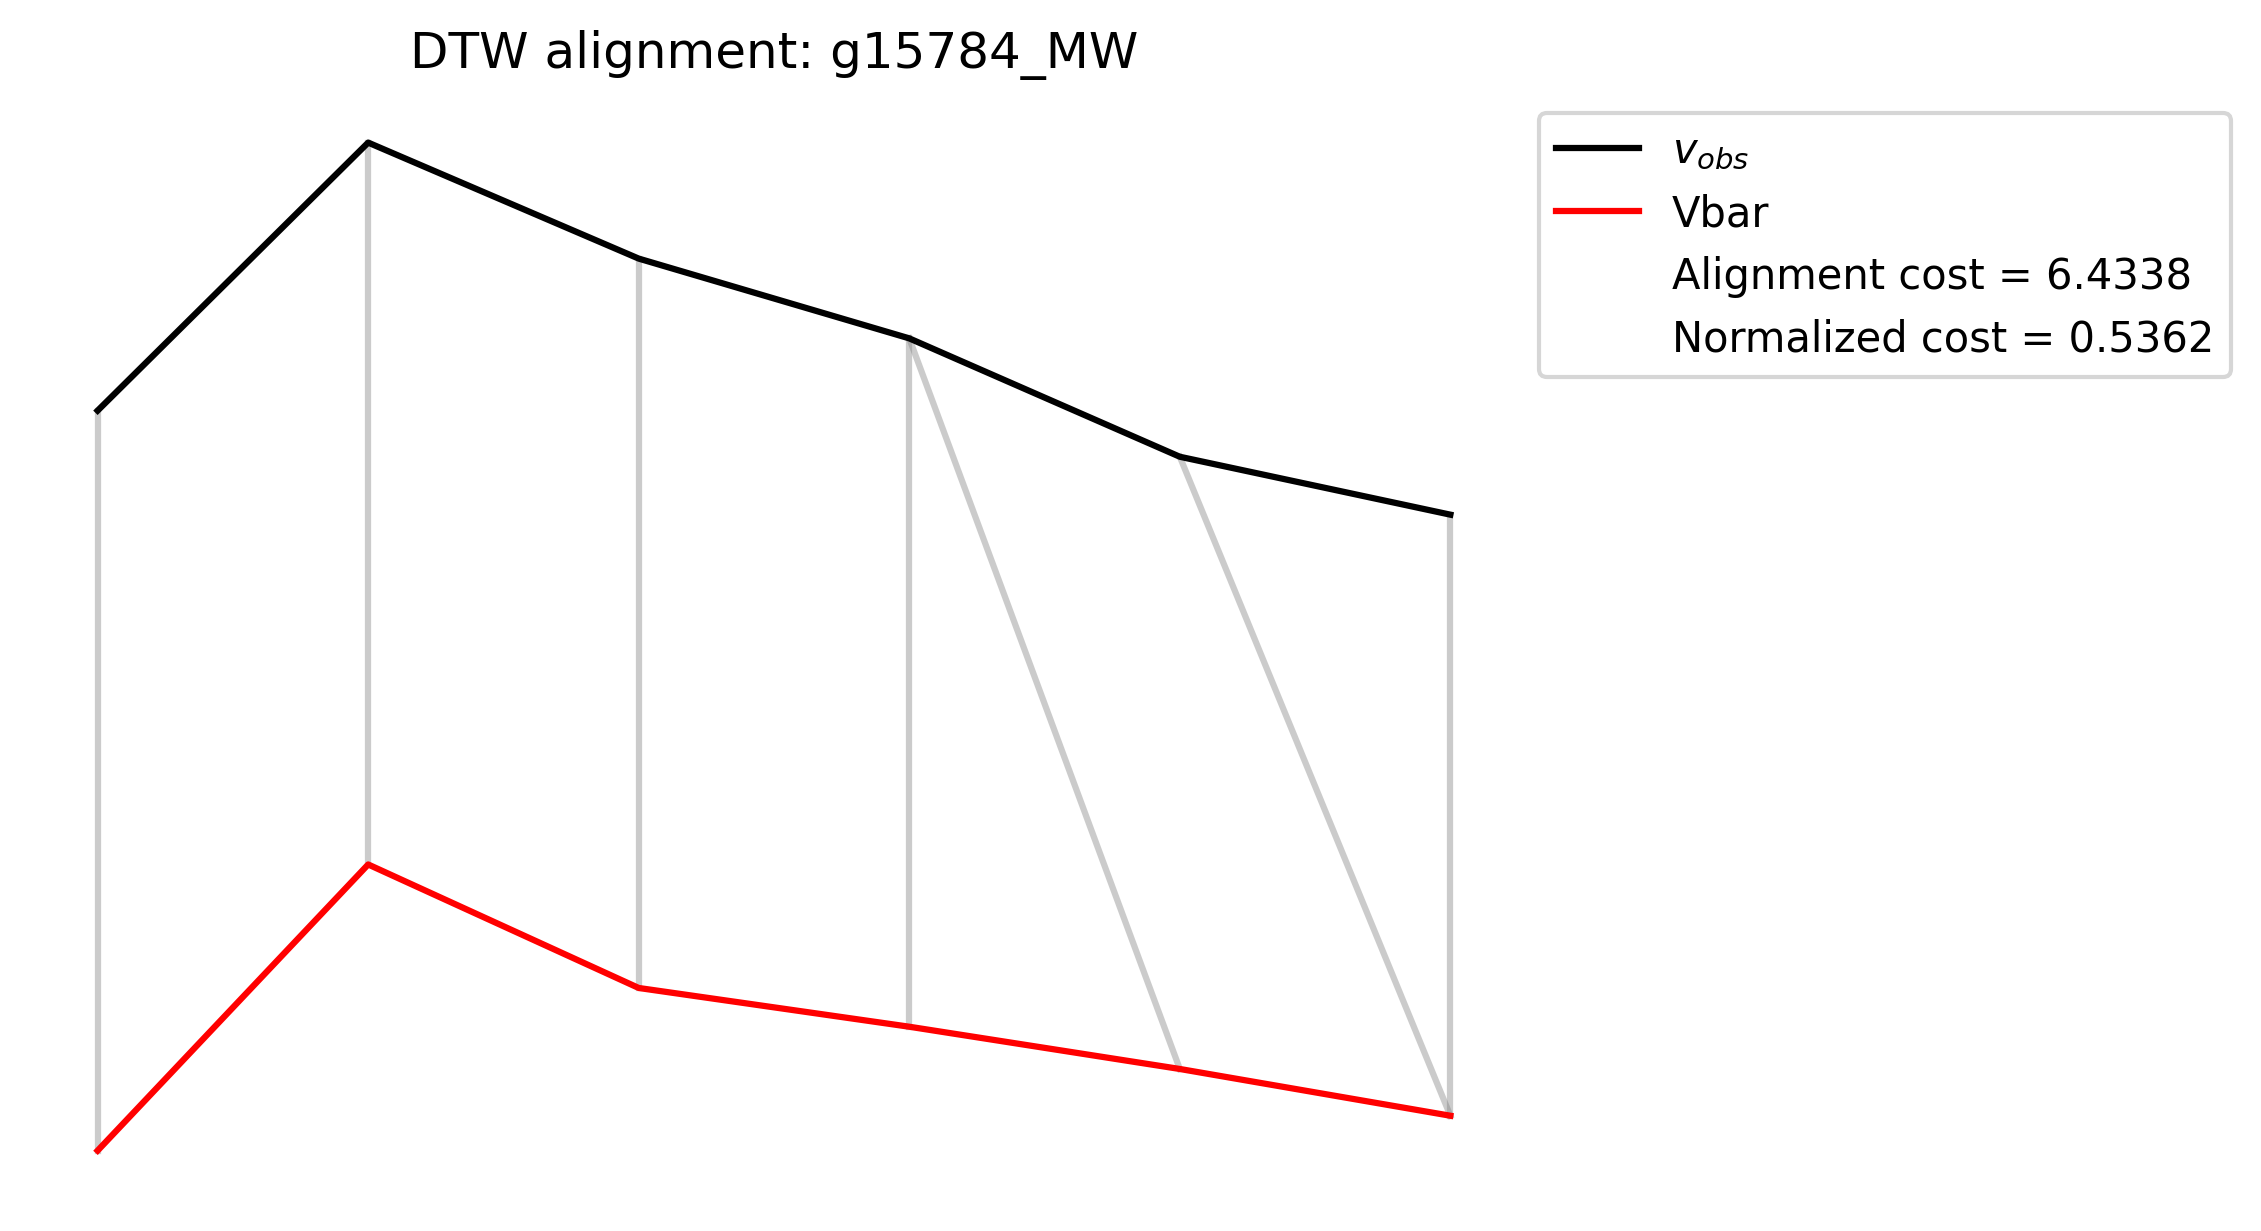 DTW alignment: g15784_MW
v_obs
Vbar
Alignment cost = 6.4338
Normalized cost = 0.5362